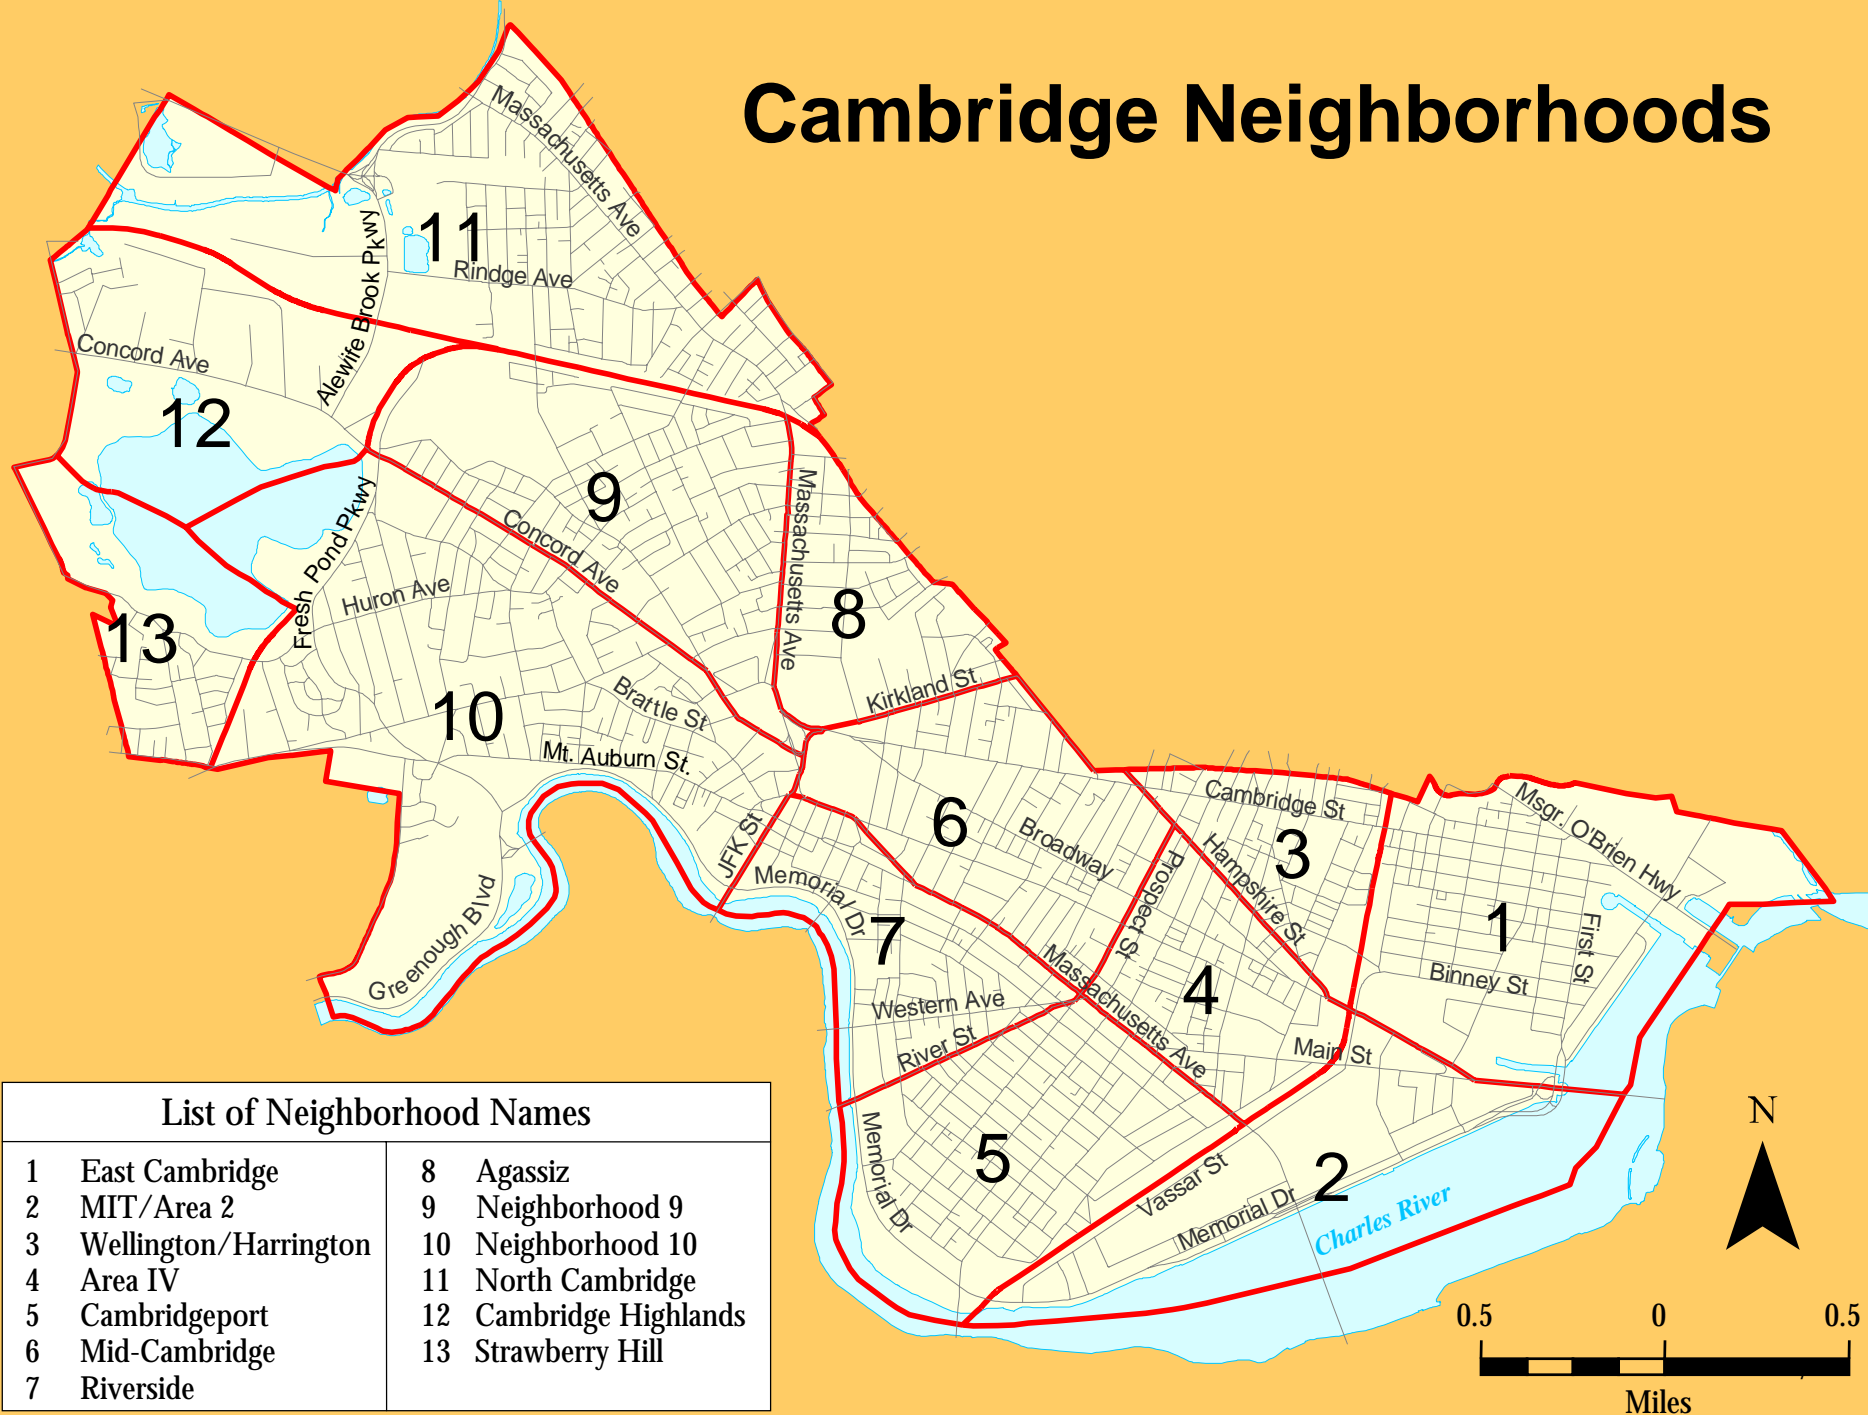 Cambridge Neighborhoods
Massachusetts Ave
11
Rindge Ave
Alewife Brook Pkwy
Concord Ave
12
9
Massachusetts Ave
Fresh Pond Pkwy
Concord Ave
Huron Ave
8
13
Kirkland St
10
Brattle St
Mt. Auburn St.
6
Cambridge St
Msgr. O'Brien Hwy
JFK St
Broadway
Hampshire St
3
Prospect St
Memorial Dr
Greenough Blvd
7
1
First St
Massachusetts Ave
4
Binney St
Western Ave
River St
Main St
Memorial Dr
5
Vassar St
2
Memorial Dr
Charles River
N
0.5 0 0.5
Miles
List of Neighborhood Names
1 East Cambridge
2 MIT/Area 2
3 Wellington/Harrington
4 Area IV
5 Cambridgeport
6 Mid-Cambridge
7 Riverside
8 Agassiz
9 Neighborhood 9
10 Neighborhood 10
11 North Cambridge
12 Cambridge Highlands
13 Strawberry Hill